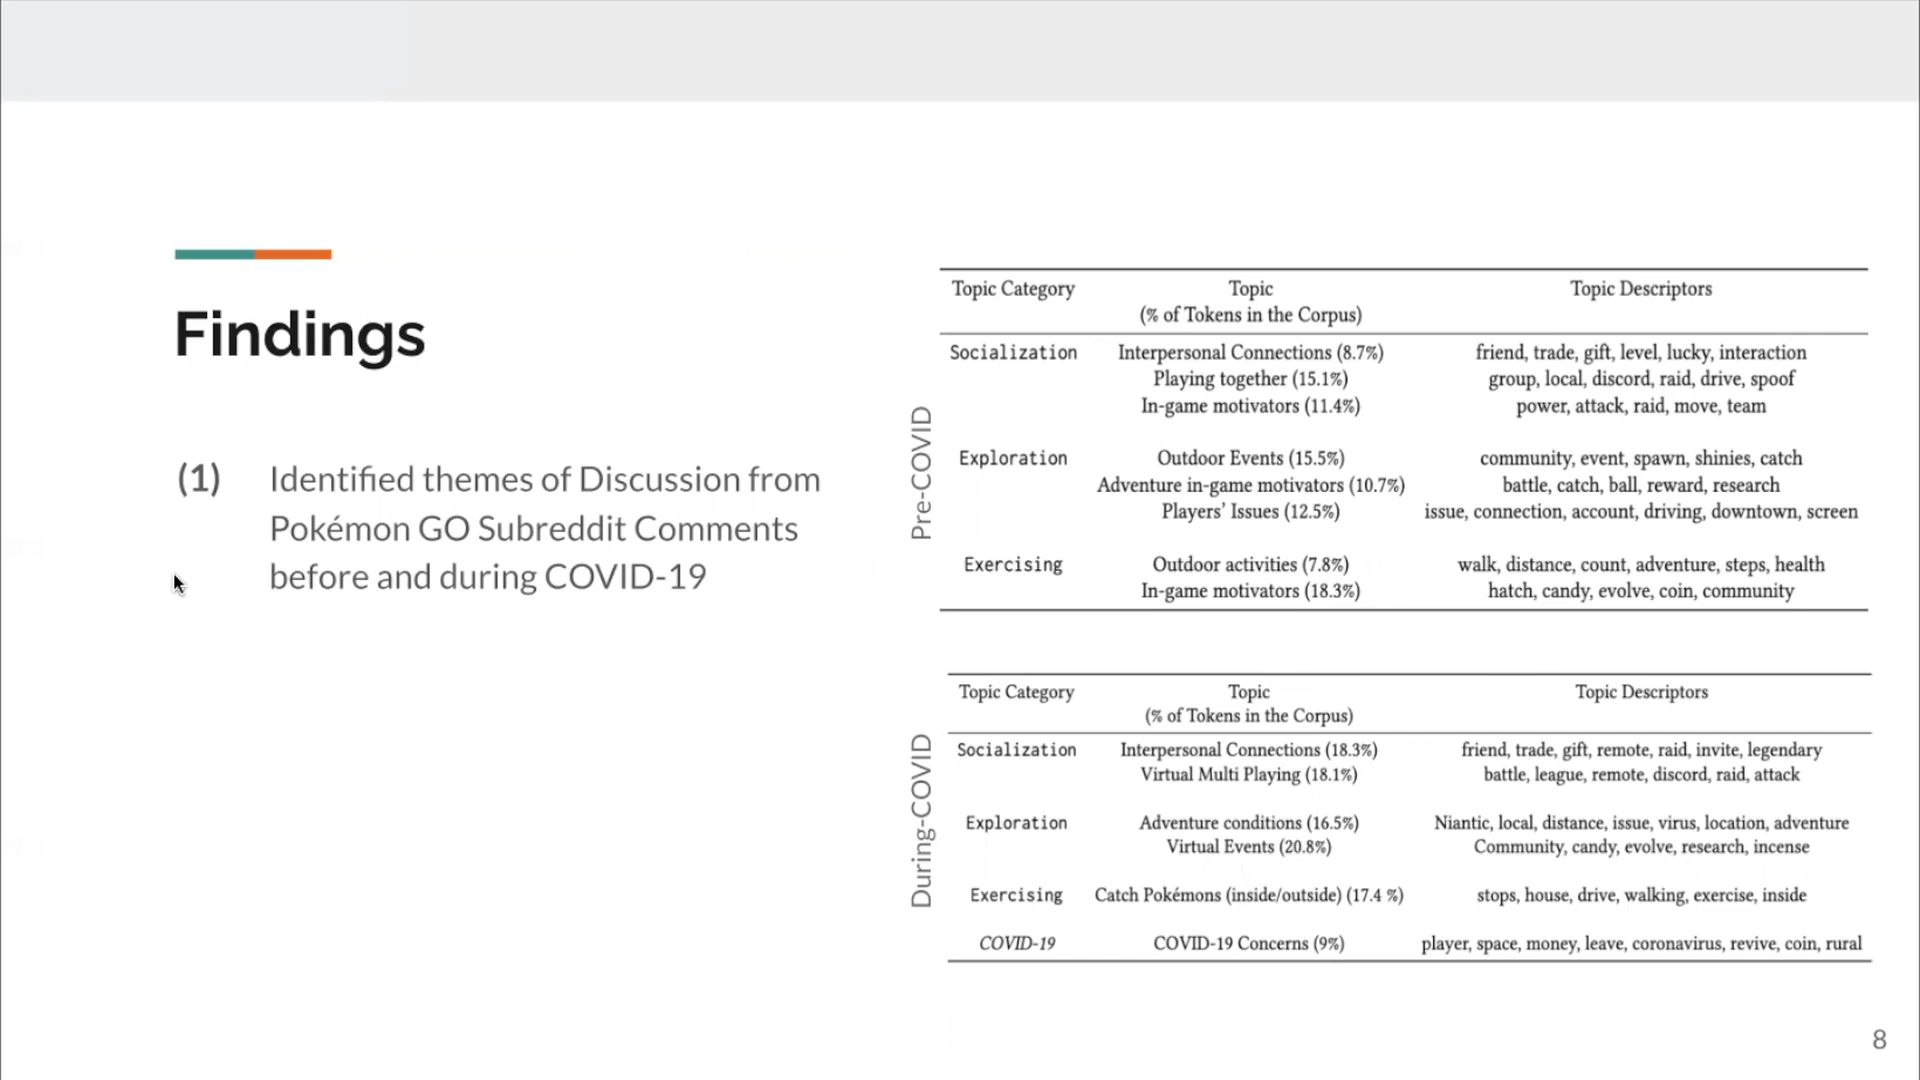 Findings
(1) Identified themes of Discussion from
Pokémon GO Subreddit Comments
before and during COVID-19
Pre-COVID
Topic Category Topic Topic Descriptors
(% of Tokens in the Corpus)
Socialization Interpersonal Connections (8.7%) friend, trade, gift, level, lucky, interaction
Playing together (15.1%) group, local, discord, raid, drive, spoof
In-game motivators (11.4%) power, attack, raid, move, team
Exploration Outdoor Events (15.5%) community, event, spawn, shinies, catch
Adventure in-game motivators (10.7%) battle, catch, ball, reward, research
Players' Issues (12.5%) issue, connection, account, driving, downtown, screen
Exercising Outdoor activities (7.8%) walk, distance, count, adventure, steps, health
In-game motivators (18.3%) hatch, candy, evolve, coin, community
During-COVID
Topic Category Topic Topic Descriptors
(% of Tokens in the Corpus)
Socialization Interpersonal Connections (18.3%) friend, trade, gift, remote, raid, invite, legendary
Virtual Multi Playing (18.1%) battle, league, remote, discord, raid, attack
Exploration Adventure conditions (16.5%) Niantic, local, distance, issue, virus, location, adventure
Virtual Events (20.8%) Community, candy, evolve, research, incense
Exercising Catch Pokémons (inside/outside) (17.4 %) stops, house, drive, walking, exercise, inside
COVID-19 COVID-19 Concerns (9%) player, space, money, leave, coronavirus, revive, coin, rural
8